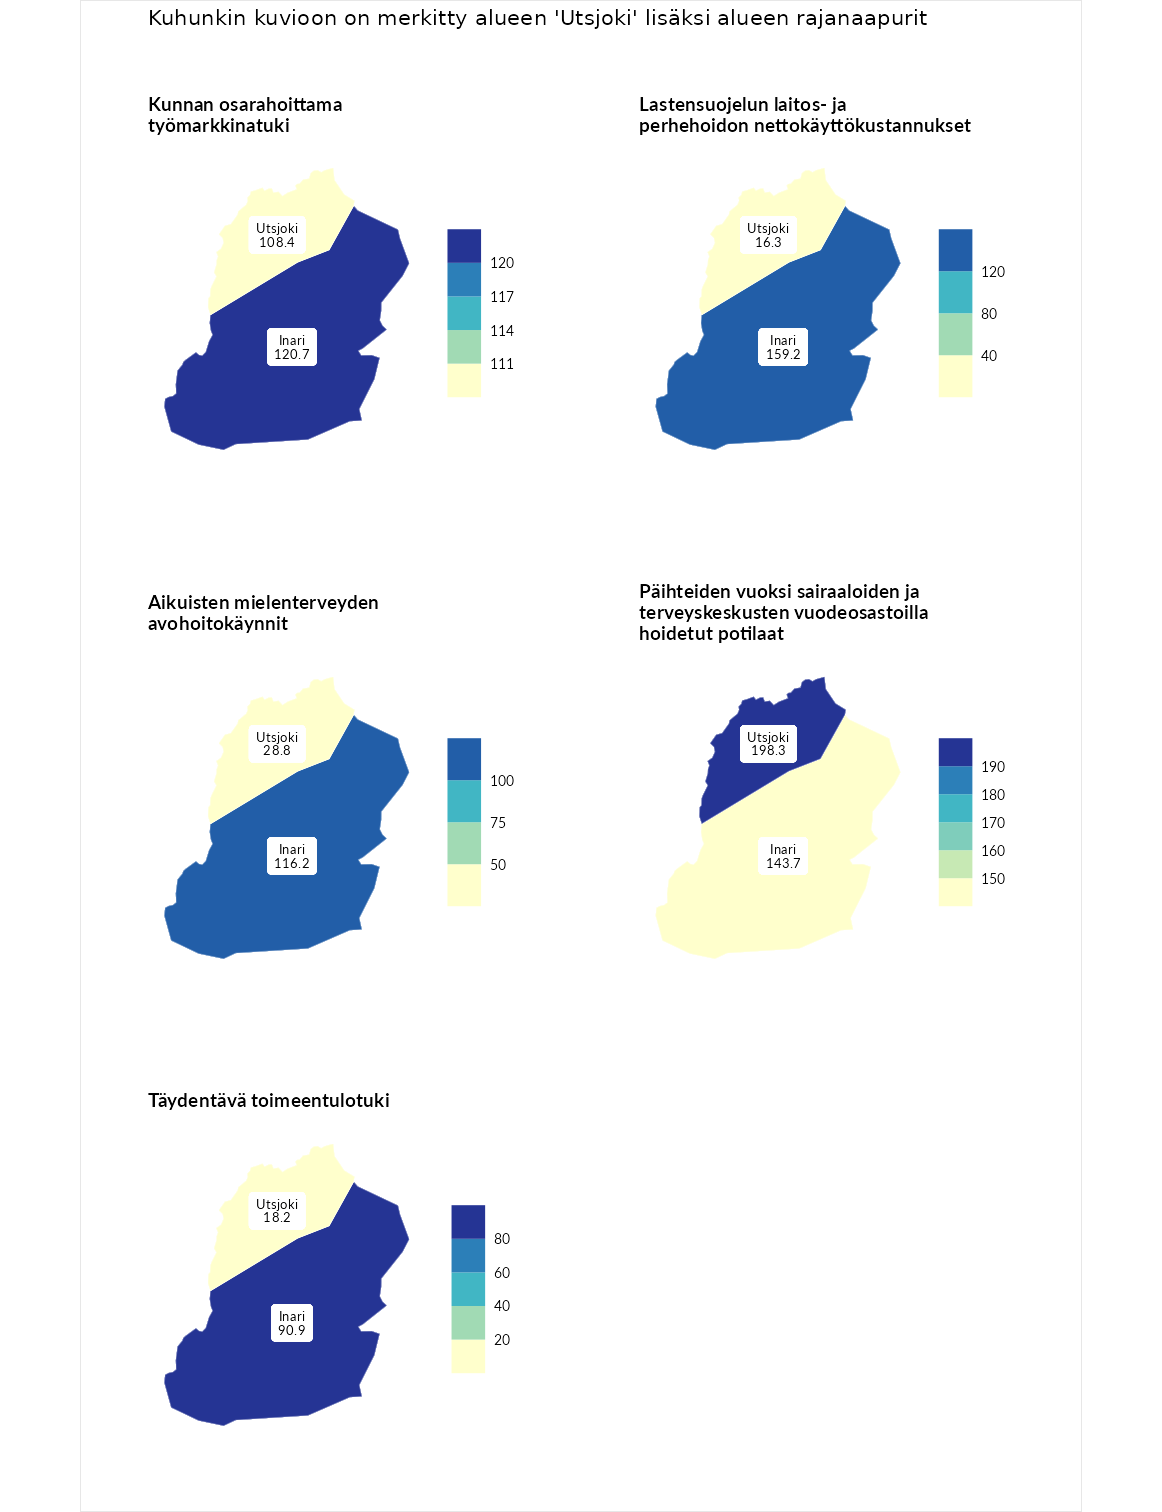 Kuhunkin kuvioon on merkitty alueen 'Utsjoki' lisäksi alueen rajanaapurit
Kunnan osarahoittama
työmarkkinatuki
Utsjoki
108.4
Inari
120.7
120
117
114
111
Lastensuojelun laitos- ja
perhehoidon nettokäyttökustannukset
Utsjoki
16.3
Inari
159.2
120
80
40
Aikuisten mielenterveyden
avohoitokäynnit
Utsjoki
28.8
Inari
116.2
100
75
50
Päihteiden vuoksi sairaaloiden ja
terveyskeskusten vuodeosastoilla
hoidetut potilaat
Utsjoki
198.3
Inari
143.7
190
180
170
160
150
Täydentävä toimeentulotuki
Utsjoki
18.2
Inari
90.9
80
60
40
20